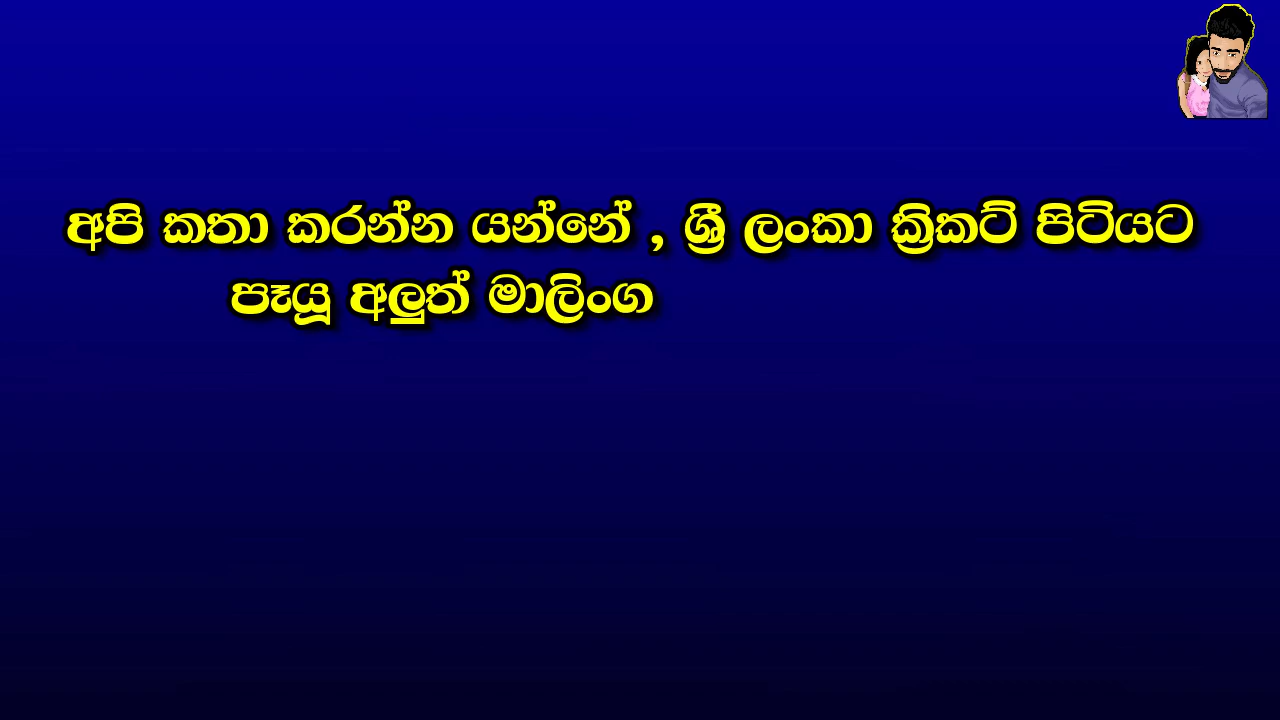 අපි කතා කරන්න යන්නේ , ශ්‍රී ලංකා ක්‍රිකට් පිටියට
පෑයූ අලුත් මාලිංග